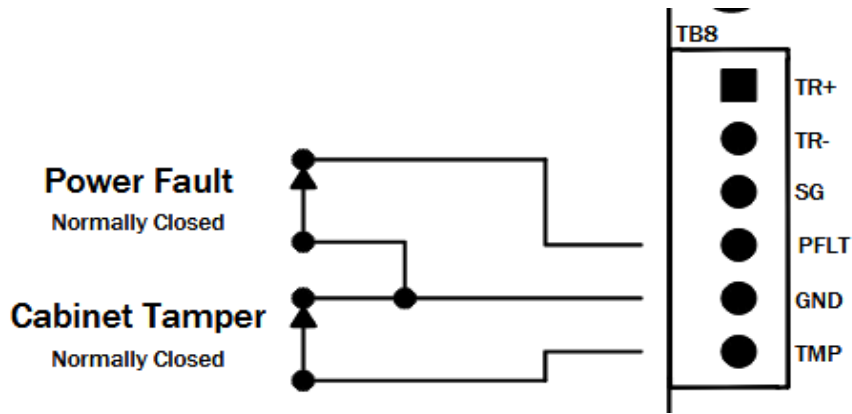 TB8
TR+
TR-
SG
Power Fault
Normally Closed
PFLT
GND
Cabinet Tamper
Normally Closed
TMP